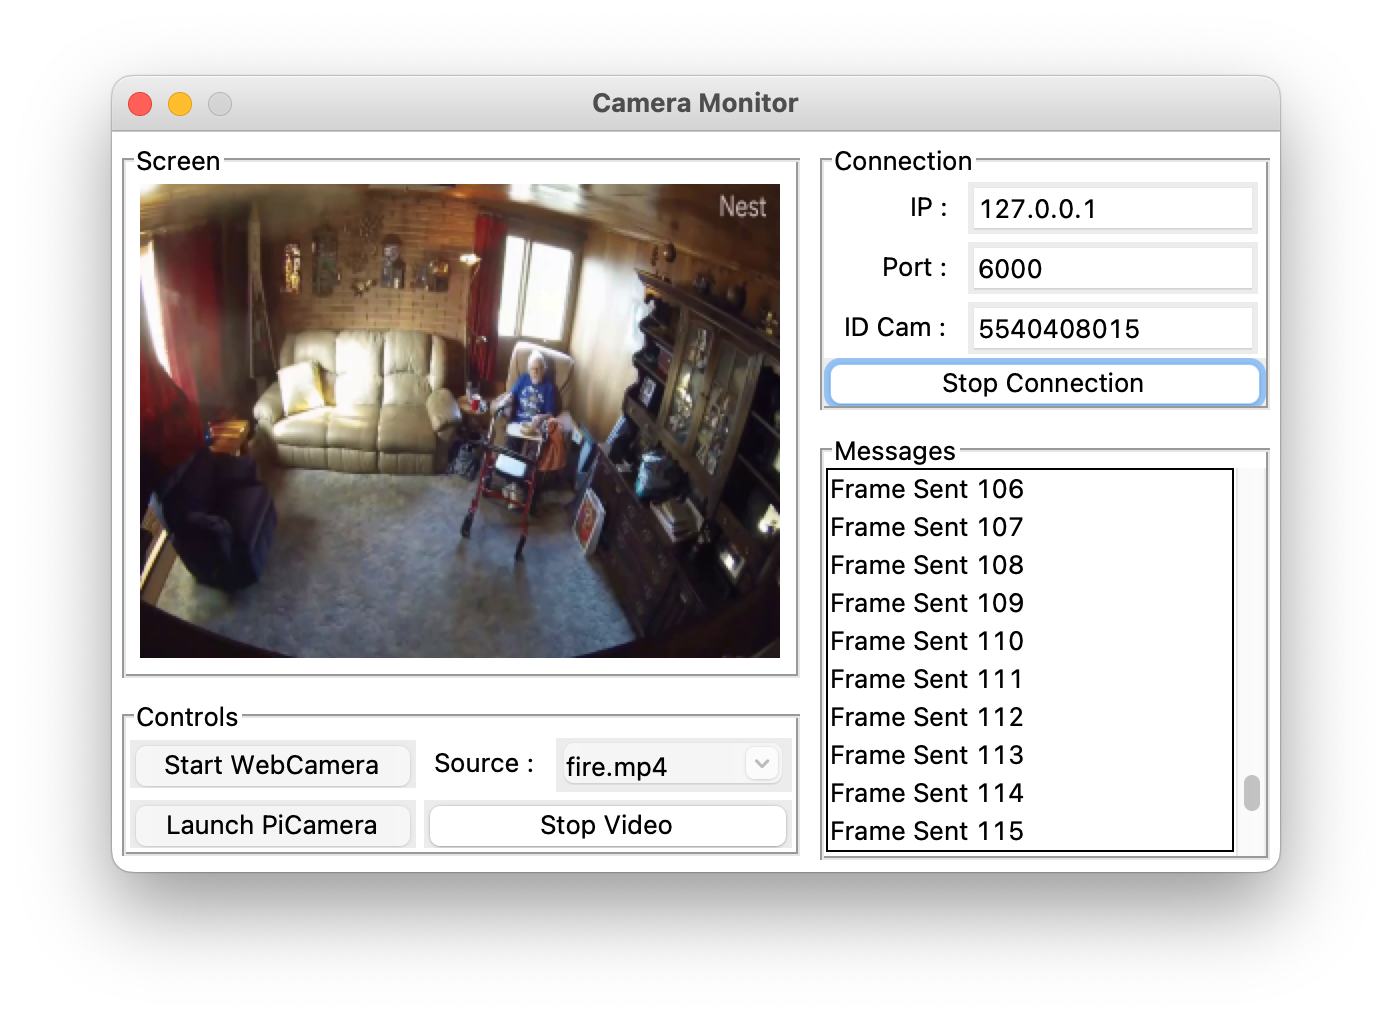 Camera Monitor
Screen
Nest
Controls
Start WebCamera
Source :
fire.mp4
Launch PiCamera
Stop Video
Connection
IP :
127.0.0.1
Port :
6000
ID Cam :
5540408015
Stop Connection
Messages
Frame Sent 106
Frame Sent 107
Frame Sent 108
Frame Sent 109
Frame Sent 110
Frame Sent 111
Frame Sent 112
Frame Sent 113
Frame Sent 114
Frame Sent 115